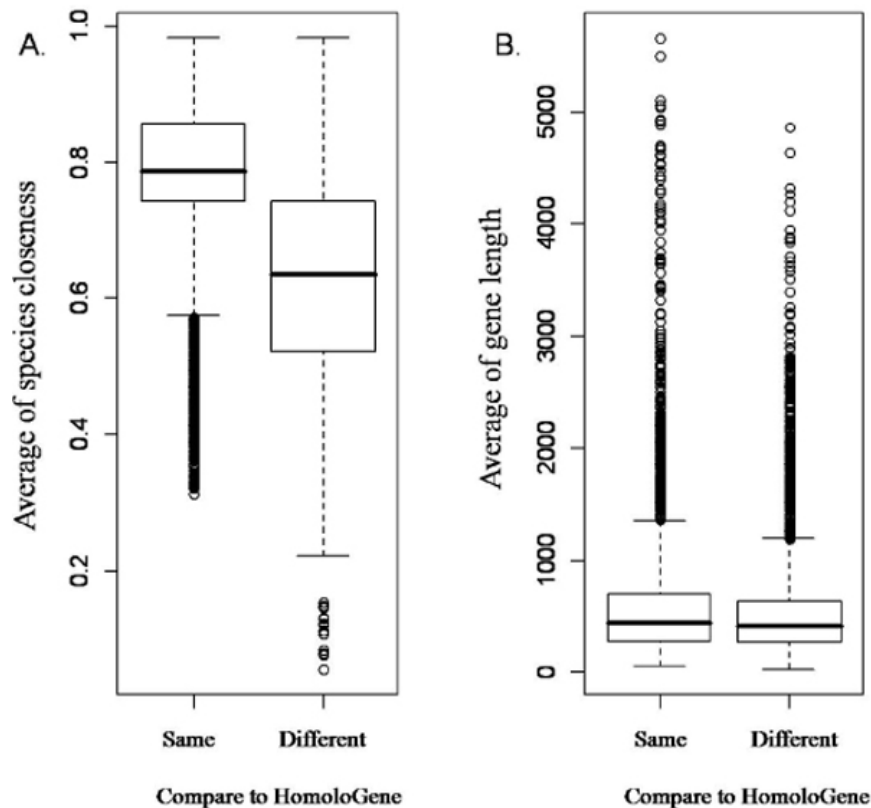 A.
Average of species closeness
1.0
0.8
0.6
0.4
0.2
Same Different
Compare to HomoloGene
B.
Average of gene length
5000
4000
3000
2000
1000
0
Same Different
Compare to HomoloGene